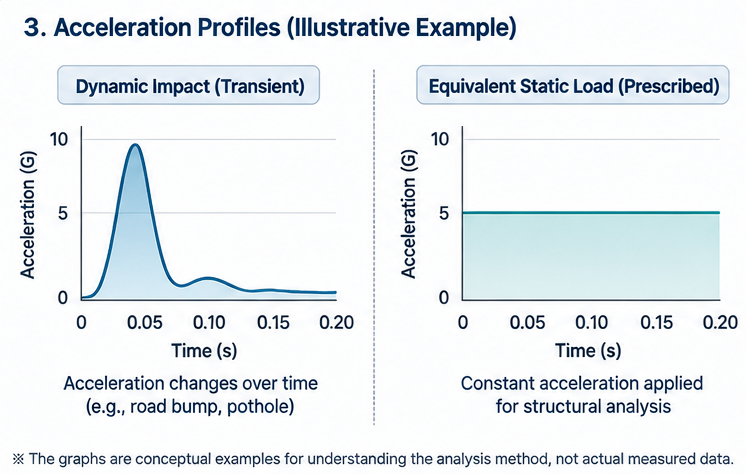 3. Acceleration Profiles (Illustrative Example)
Dynamic Impact (Transient)
Acceleration (G)
10
5
0
0 0.05 0.10 0.15 0.20
Time (s)
Acceleration changes over time
(e.g., road bump, pothole)
Equivalent Static Load (Prescribed)
Acceleration (G)
10
5
0
0 0.05 0.10 0.15 0.20
Time (s)
Constant acceleration applied
for structural analysis
※ The graphs are conceptual examples for understanding the analysis method, not actual measured data.